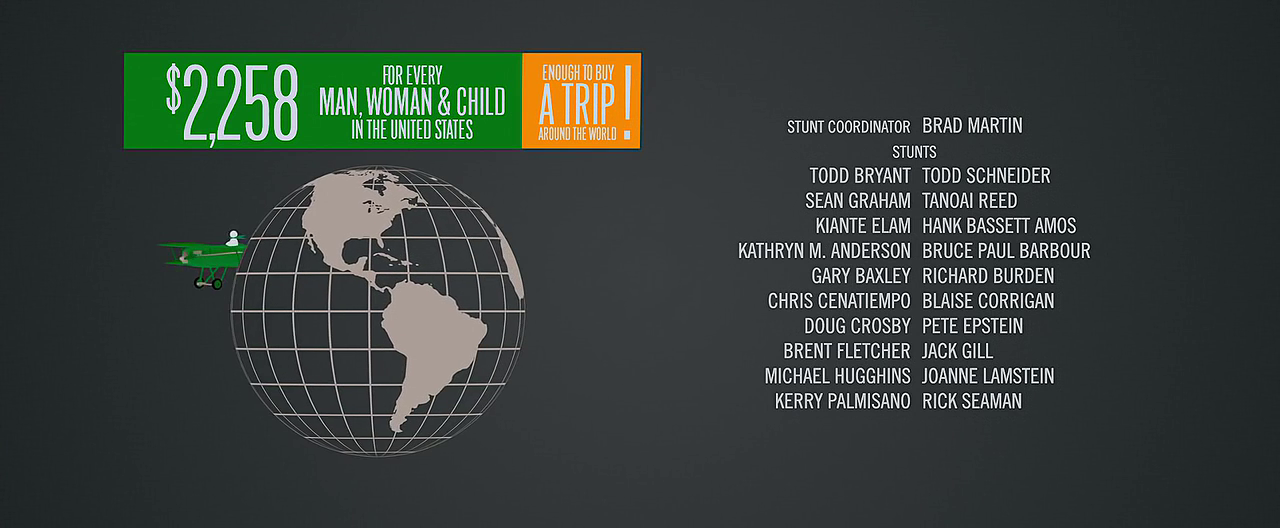 $2,258
FOR EVERY
MAN, WOMAN & CHILD
IN THE UNITED STATES
ENOUGH TO BUY
A TRIP!
AROUND THE WORLD
STUNT COORDINATOR BRAD MARTIN
STUNTS
TODD BRYANT TODD SCHNEIDER
SEAN GRAHAM TANOAI REED
KIANTE ELAM HANK BASSETT AMOS
KATHRYN M. ANDERSON BRUCE PAUL BARBOUR
GARY BAXLEY RICHARD BURDEN
CHRIS CENATIEMPO BLAISE CORRIGAN
DOUG CROSBY PETE EPSTEIN
BRENT FLETCHER JACK GILL
MICHAEL HUGGHINS JOANNE LAMSTEIN
KERRY PALMISANO RICK SEAMAN